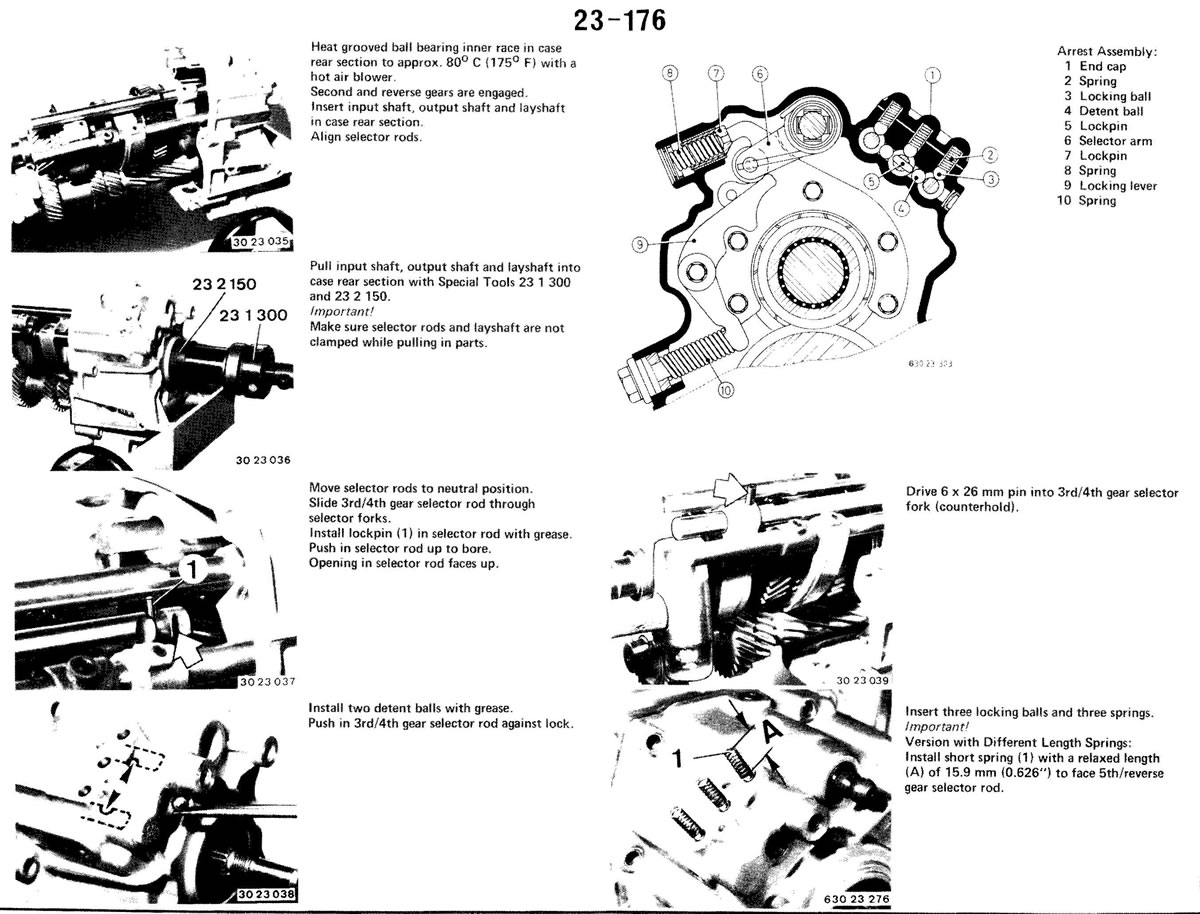 23-176
Heat grooved ball bearing inner race in case
rear section to approx. 80° C (175° F) with a
hot air blower.
Second and reverse gears are engaged.
Insert input shaft, output shaft and layshaft
in case rear section.
Align selector rods.
30 23 035
Pull input shaft, output shaft and layshaft into
case rear section with Special Tools 23 1 300
and 23 2 150.
Important!
Make sure selector rods and layshaft are not
clamped while pulling in parts.
23 2 150
23 1 300
30 23 036
Move selector rods to neutral position.
Slide 3rd/4th gear selector rod through
selector forks.
Install lockpin (1) in selector rod with grease.
Push in selector rod up to bore.
Opening in selector rod faces up.
1
30 23 037
Install two detent balls with grease.
Push in 3rd/4th gear selector rod against lock.
30 23 038
8
7
6
1
2
3
4
5
9
10
630 23 303
Arrest Assembly:
1 End cap
2 Spring
3 Locking ball
4 Detent ball
5 Lockpin
6 Selector arm
7 Lockpin
8 Spring
9 Locking lever
10 Spring
Drive 6 x 26 mm pin into 3rd/4th gear selector
fork (counterhold).
30 23 039
Insert three locking balls and three springs.
Important!
Version with Different Length Springs:
Install short spring (1) with a relaxed length
(A) of 15.9 mm (0.626") to face 5th/reverse
gear selector rod.
1
A
630 23 276